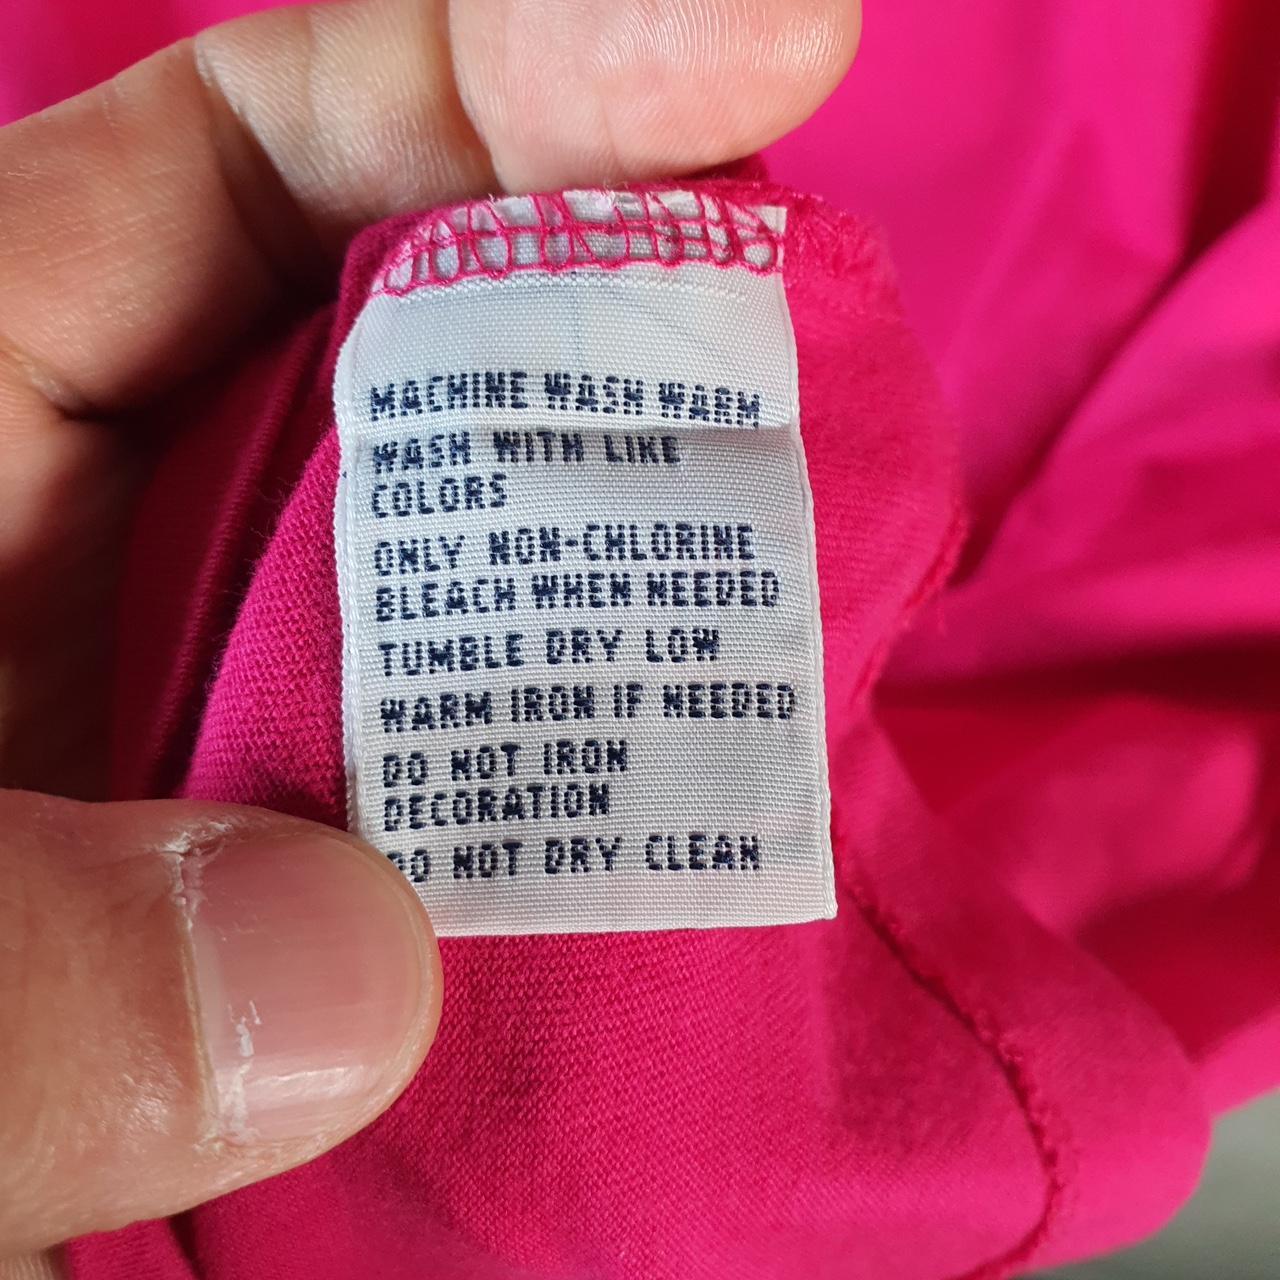 MACHINE WASH WARM
WASH WITH LIKE
COLORS
ONLY NON-CHLORINE
BLEACH WHEN NEEDED
TUMBLE DRY LOW
WARM IRON IF NEEDED
DO NOT IRON
DECORATION
DO NOT DRY CLEAN